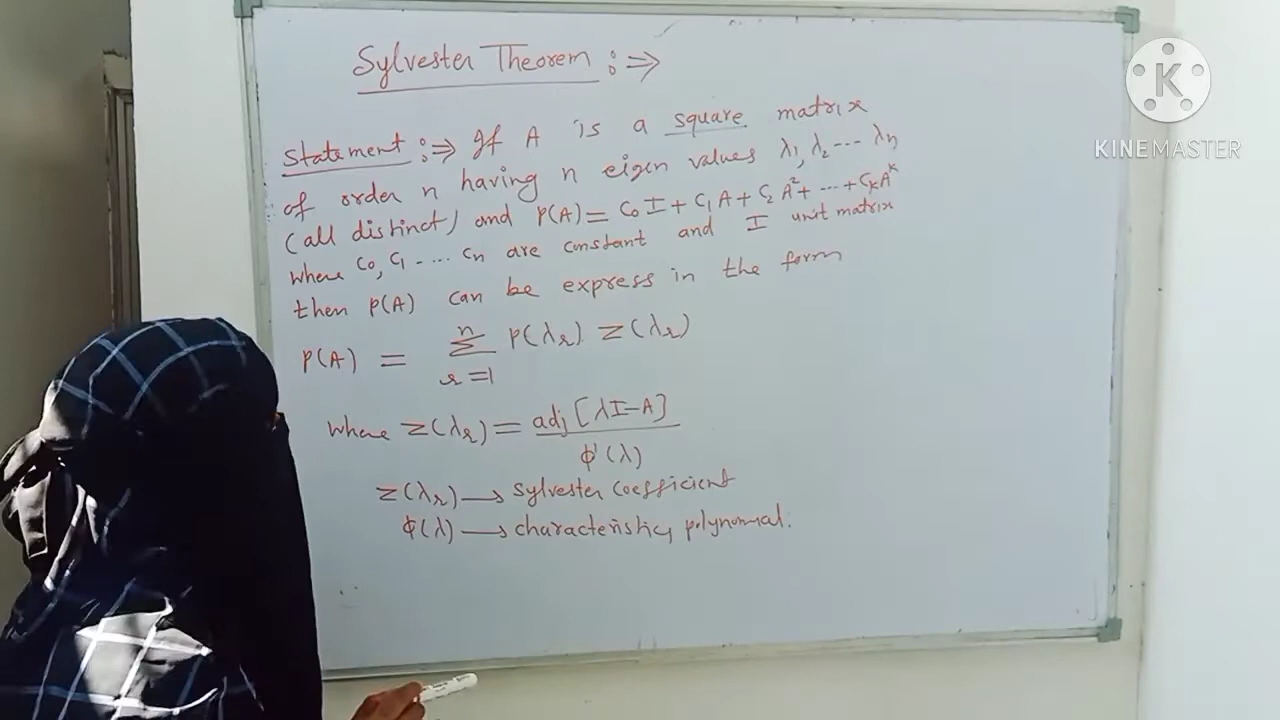 Sylvester Theorem :⇒
Statement :⇒ If A is a square matrix
of order n having n eigen values λ1, λ2 --- λn
(all distinct) and P(A) = C0 I + C1 A + C2 A² + --- + CK A^K
where C0, C1 --- Cn are constant and I unit matrix
then P(A) can be express in the form
P(A) = n Σ r=1 P(λr) Z(λr)
where Z(λr) = adj [λI-A] / Φ'(λ)
Z(λr) → Sylvester Coefficient
Φ(λ) → characteristic polynomial.
K
KINEMASTER